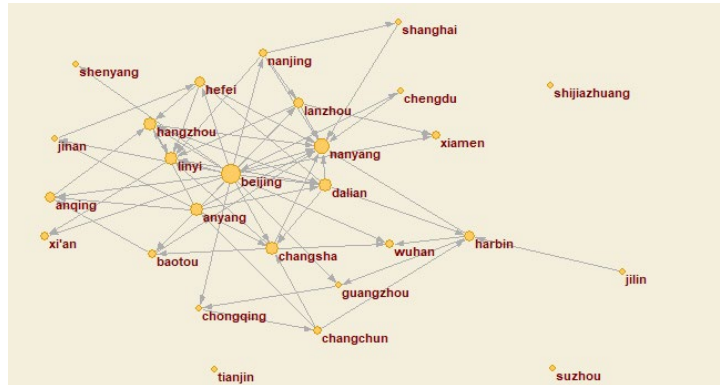 shanghai
nanjing
shenyang
hefei
chengdu
shijiazhuang
lanzhou
hangzhou
xiamen
jinan
nanyang
linyi
beijing
dalian
anqing
anyang
xi'an
harbin
wuhan
changsha
baotou
jilin
guangzhou
chongqing
changchun
tianjin
suzhou